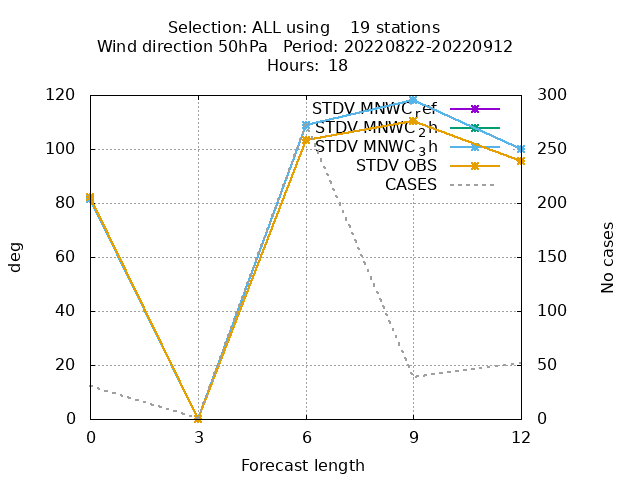 Selection: ALL using 19 stations
Wind direction 50hPa Period: 20220822-20220912
Hours: 18
STDV MNWC_ref
STDV MNWC_2h
STDV MNWC_3h
STDV OBS
CASES
120
100
80
60
40
20
0
300
250
200
150
100
50
0
deg
No cases
0 3 6 9 12
Forecast length